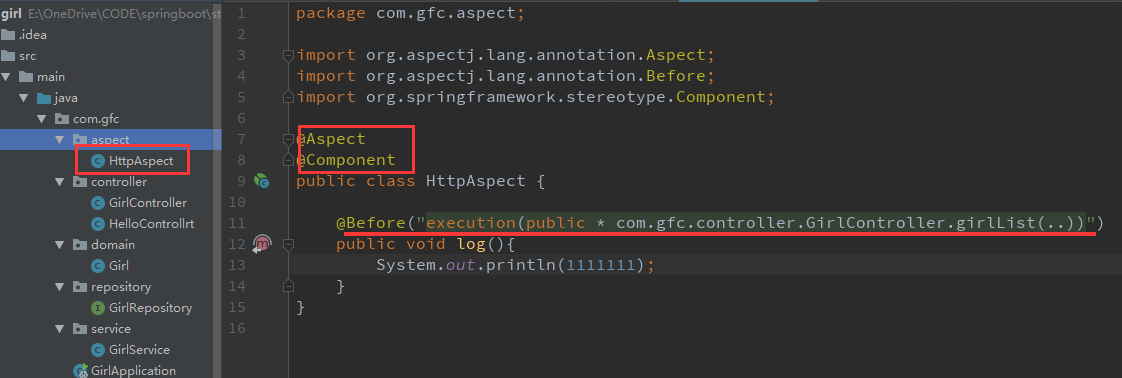 girl E:\OneDrive\CODE\springboot\st
.idea
src
main
java
com.gfc
aspect
HttpAspect
controller
GirlController
HelloControllrt
domain
Girl
repository
GirlRepository
service
GirlService
GirlApplication
1 package com.gfc.aspect;
2
3 import org.aspectj.lang.annotation.Aspect;
4 import org.aspectj.lang.annotation.Before;
5 import org.springframework.stereotype.Component;
6
7 @Aspect
8 @Component
9 public class HttpAspect {
10
11 @Before("execution(public * com.gfc.controller.GirlController.girlList(..))")
12 public void log(){
13 System.out.println(1111111);
14 }
15 }
16